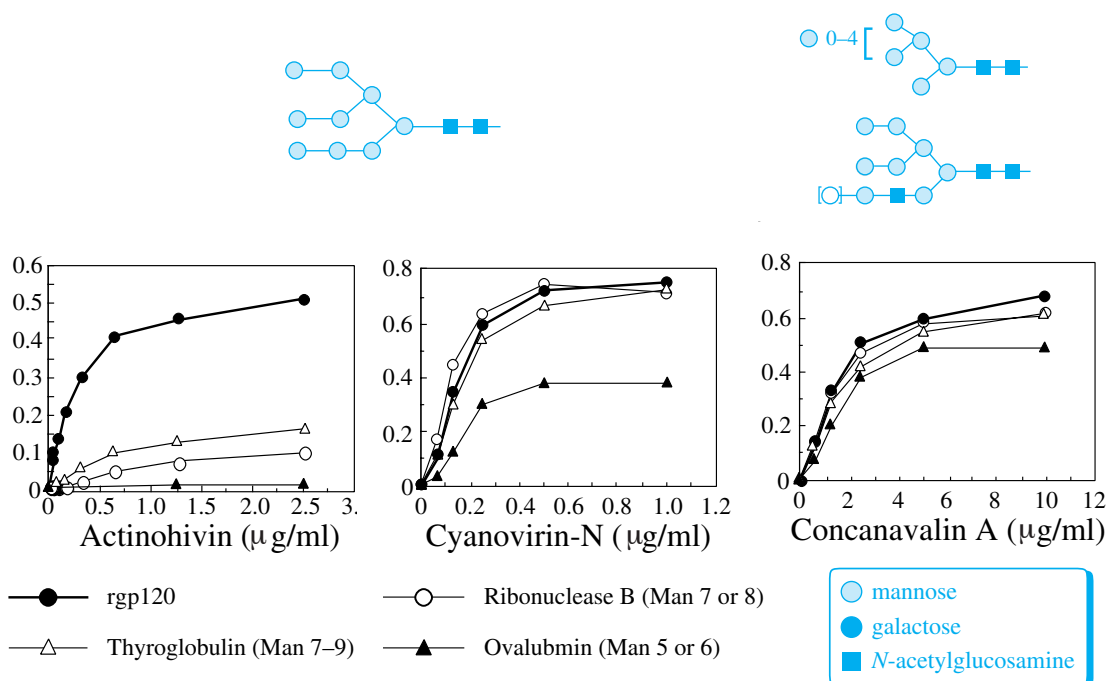 0–4
[ ]
0.6
0.5
0.4
0.3
0.2
0.1
0
0 0.5 1.0 1.5 2.0 2.5 3.
Actinohivin (μg/ml)
0.8
0.6
0.4
0.2
0
0 0.2 0.4 0.6 0.8 1.0 1.2
Cyanovirin-N (μg/ml)
0.8
0.6
0.4
0.2
0
0 2 4 6 8 10 12
Concanavalin A (μg/ml)
rgp120
Ribonuclease B (Man 7 or 8)
Thyroglobulin (Man 7–9)
Ovalubmin (Man 5 or 6)
mannose
galactose
N-acetylglucosamine